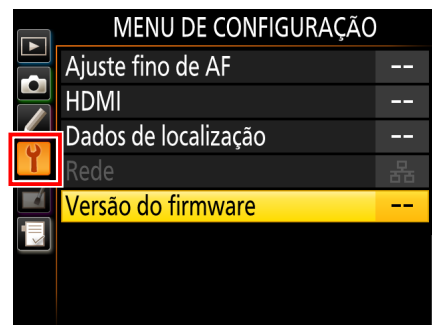 MENU DE CONFIGURAÇÃO
Ajuste fino de AF --
HDMI --
Dados de localização --
Rede
Versão do firmware --